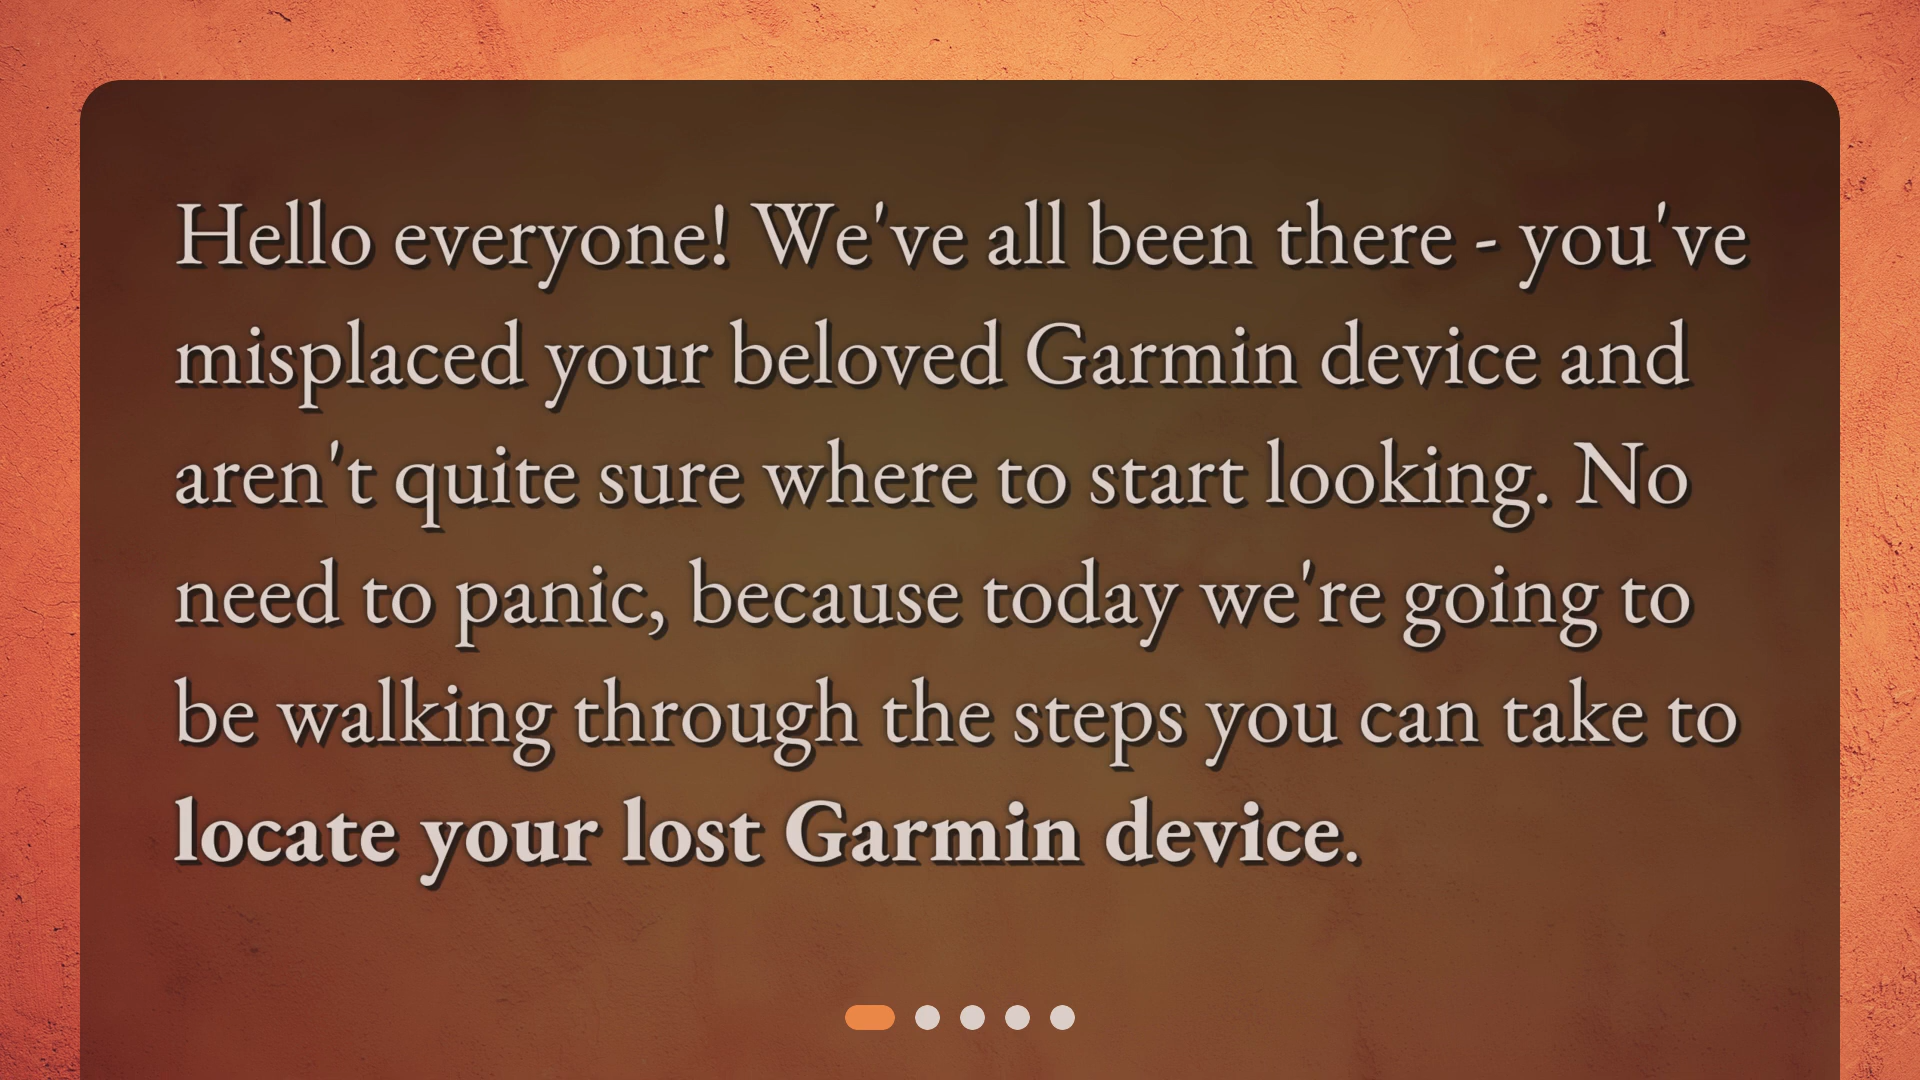 Hello everyone! We've all been there - you've
misplaced your beloved Garmin device and
aren't quite sure where to start looking. No
need to panic, because today we're going to
be walking through the steps you can take to
locate your lost Garmin device.